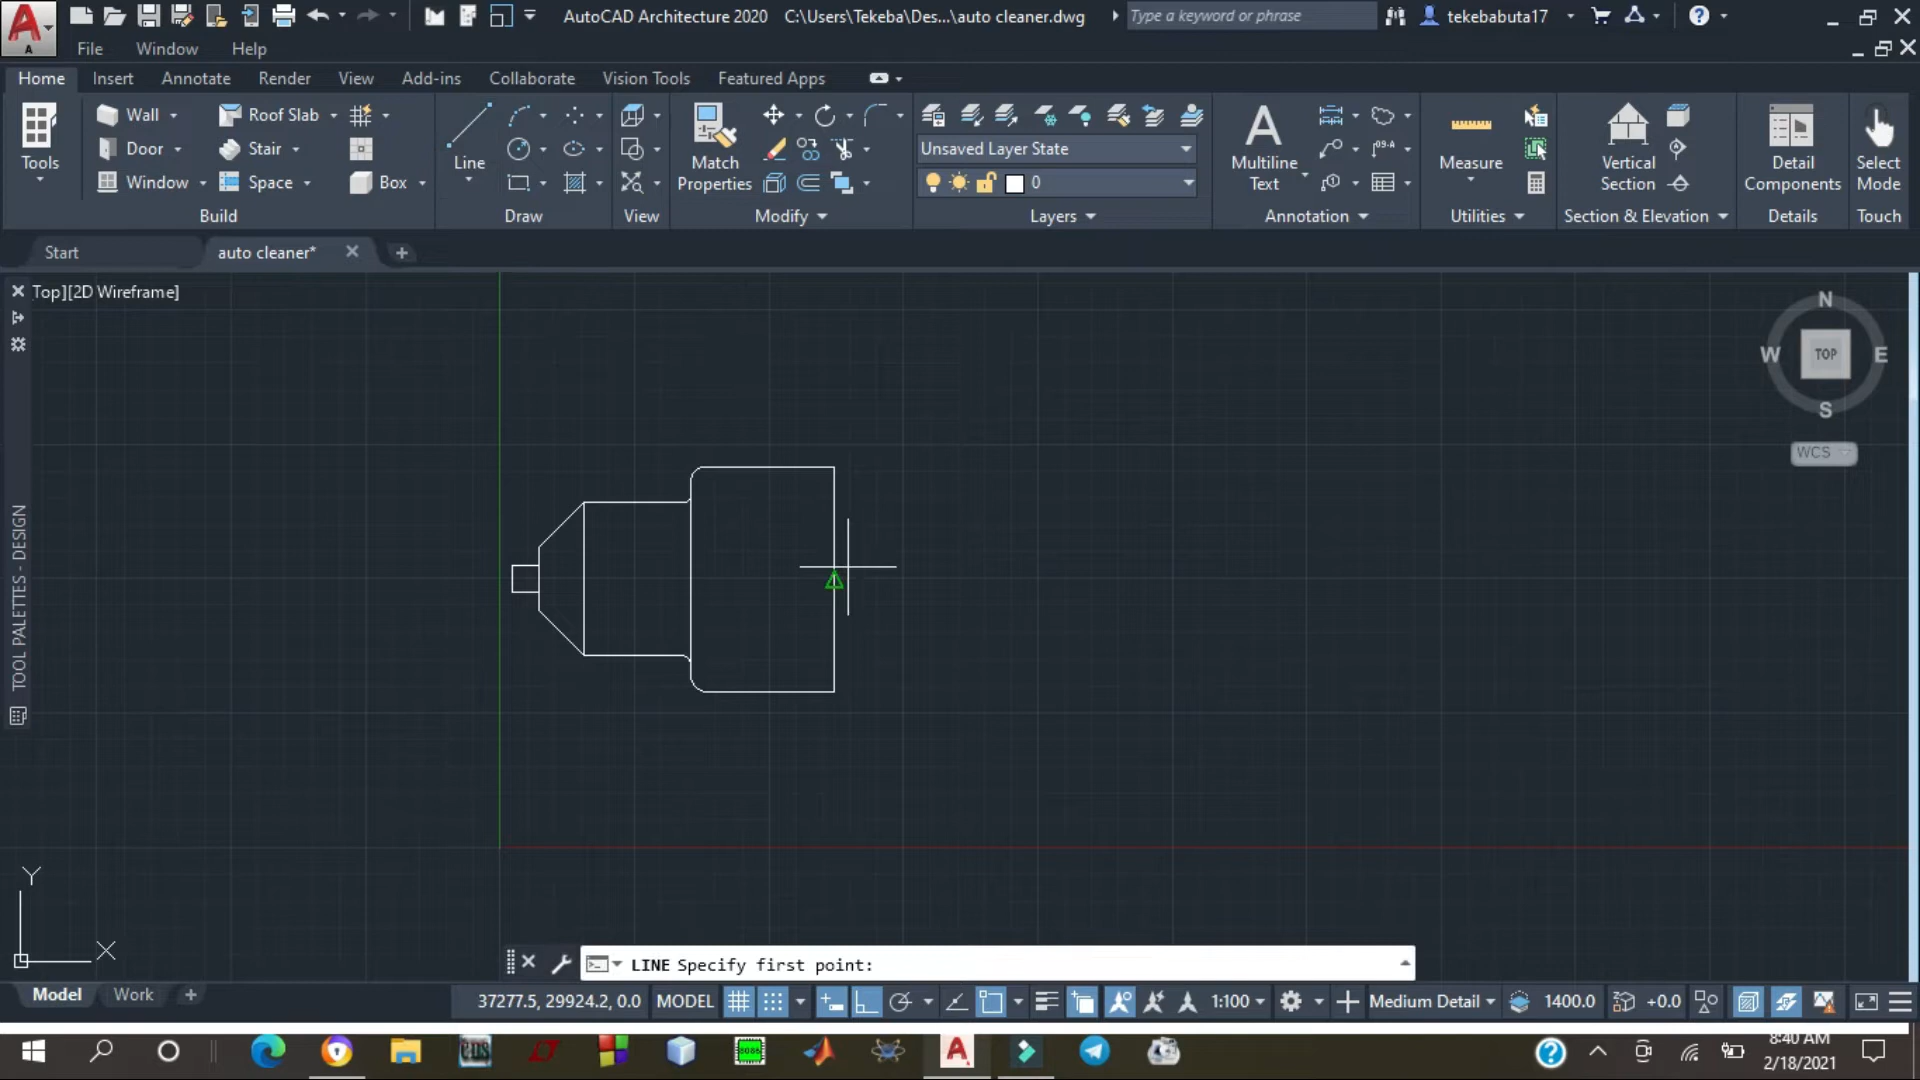 A
AutoCAD Architecture 2020 C:\Users\Tekeba\Des...\auto cleaner.dwg
Type a keyword or phrase
tekebabuta17
File Window Help
Home Insert Annotate Render View Add-ins Collaborate Vision Tools Featured Apps
Tools
Wall
Door
Window
Roof Slab
Stair
Space
Box
Build
Line
Draw
View
Match
Properties
Modify
Unsaved Layer State
0
Layers
A
Multiline
Text
Annotation
Measure
Utilities
Vertical
Section
Section & Elevation
Detail
Components
Details
Select
Mode
Touch
Start
auto cleaner*
Top][2D Wireframe]
N
W TOP E
S
WCS
TOOL PALETTES - DESIGN
Y
X
LINE Specify first point:
Model Work
37277.5, 29924.2, 0.0 MODEL
1:100
Medium Detail
1400.0
+0.0
8:40 AM
2/18/2021